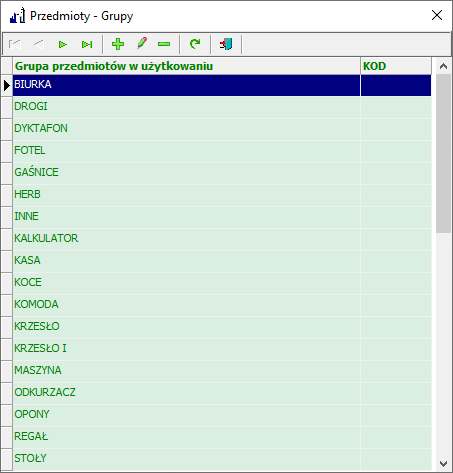 Przedmioty - Grupy
Grupa przedmiotów w użytkowaniu KOD
BIURKA
DROGI
DYKTAFON
FOTEL
GAŚNICE
HERB
INNE
KALKULATOR
KASA
KOCE
KOMODA
KRZESŁO
KRZESŁO I
MASZYNA
ODKURZACZ
OPONY
REGAŁ
STOŁY